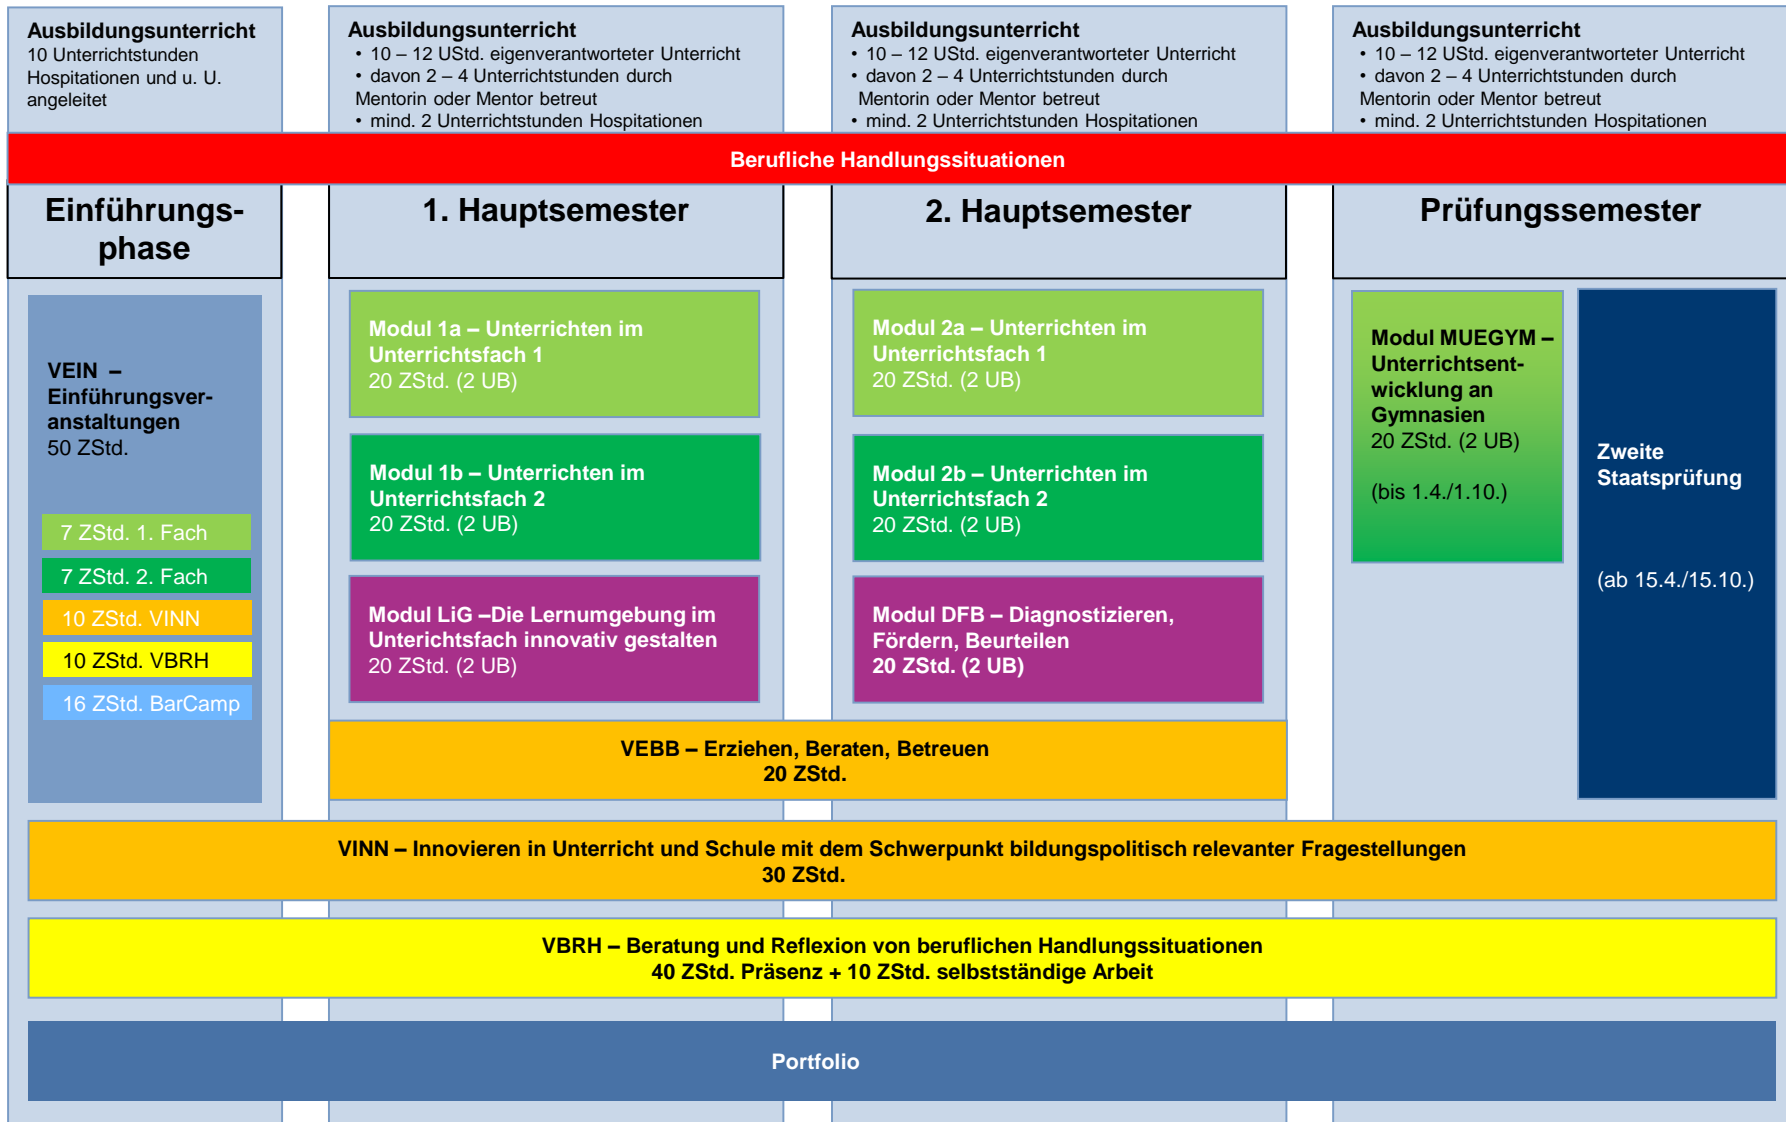 Ausbildungsunterricht
10 Unterrichtstunden
Hospitationen und u. U.
angeleitet
Ausbildungsunterricht
• 10 – 12 UStd. eigenverantworteter Unterricht
• davon 2 – 4 Unterrichtstunden durch
Mentorin oder Mentor betreut
• mind. 2 Unterrichtstunden Hospitationen
Ausbildungsunterricht
• 10 – 12 UStd. eigenverantworteter Unterricht
• davon 2 – 4 Unterrichtstunden durch
Mentorin oder Mentor betreut
• mind. 2 Unterrichtstunden Hospitationen
Ausbildungsunterricht
• 10 – 12 UStd. eigenverantworteter Unterricht
• davon 2 – 4 Unterrichtstunden durch
Mentorin oder Mentor betreut
• mind. 2 Unterrichtstunden Hospitationen
Berufliche Handlungssituationen
Einführungs-
phase
1. Hauptsemester
2. Hauptsemester
Prüfungssemester
VEIN –
Einführungsver-
anstaltungen
50 ZStd.
7 ZStd. 1. Fach
7 ZStd. 2. Fach
10 ZStd. VINN
10 ZStd. VBRH
16 ZStd. BarCamp
Modul 1a – Unterrichten im
Unterrichtsfach 1
20 ZStd. (2 UB)
Modul 1b – Unterrichten im
Unterrichtsfach 2
20 ZStd. (2 UB)
Modul LiG –Die Lernumgebung im
Unterichtsfach innovativ gestalten
20 ZStd. (2 UB)
Modul 2a – Unterrichten im
Unterrichtsfach 1
20 ZStd. (2 UB)
Modul 2b – Unterrichten im
Unterrichtsfach 2
20 ZStd. (2 UB)
Modul DFB – Diagnostizieren,
Fördern, Beurteilen
20 ZStd. (2 UB)
Modul MUEGYM –
Unterrichtsent-
wicklung an
Gymnasien
20 ZStd. (2 UB)
(bis 1.4./1.10.)
Zweite
Staatsprüfung
(ab 15.4./15.10.)
VEBB – Erziehen, Beraten, Betreuen
20 ZStd.
VINN – Innovieren in Unterricht und Schule mit dem Schwerpunkt bildungspolitisch relevanter Fragestellungen
30 ZStd.
VBRH – Beratung und Reflexion von beruflichen Handlungssituationen
40 ZStd. Präsenz + 10 ZStd. selbstständige Arbeit
Portfolio